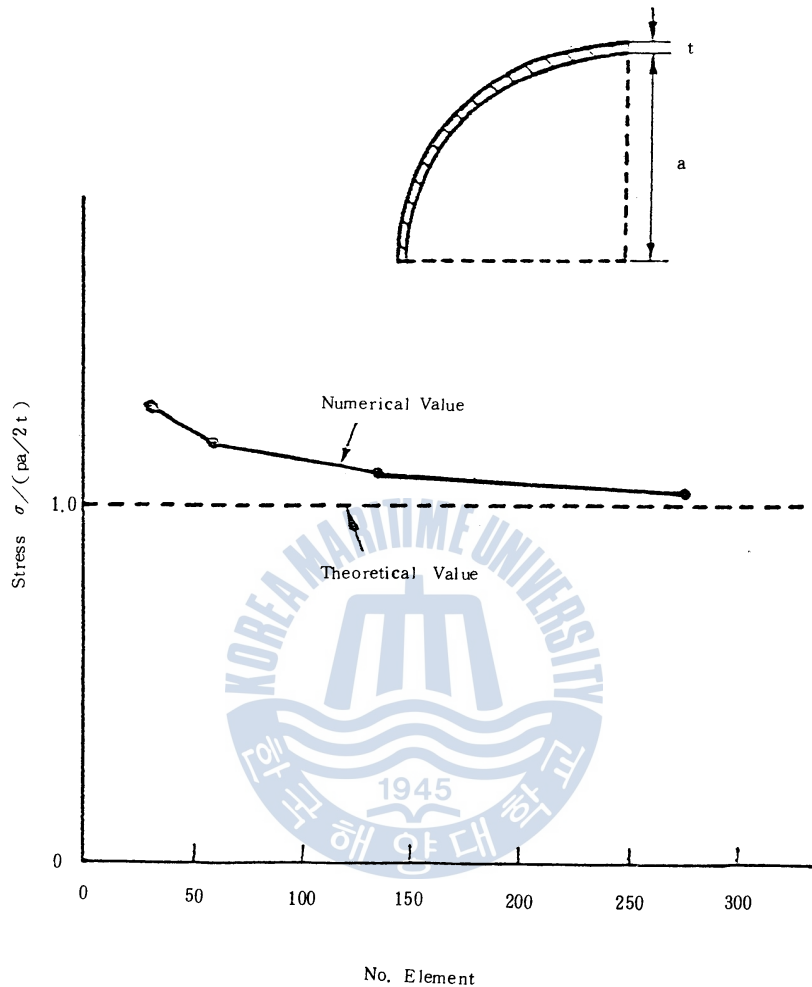 t
a
Numerical Value
1.0
Theoretical Value
Stress σ/(pa/2t)
KOREA MARITIME UNIVERSITY
1945
한국해양대학교
0
0 50 100 150 200 250 300
No. Element